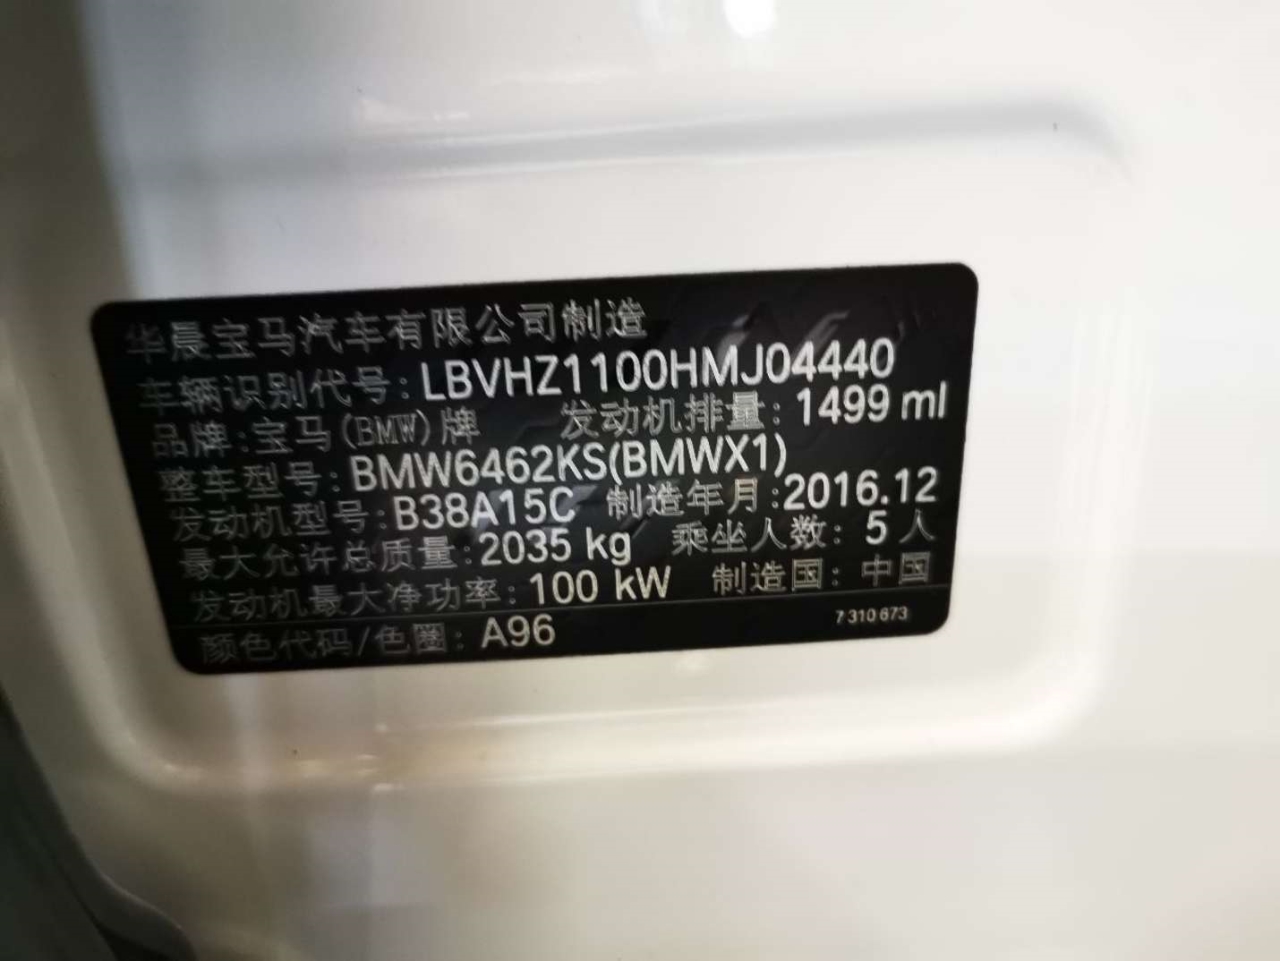 华晨宝马汽车有限公司制造
车辆识别代号: LBVHZ1100HMJ04440
品牌: 宝马(BMW)牌 发动机排量: 1499 ml
整车型号: BMW6462KS(BMWX1)
发动机型号: B38A15C 制造年月: 2016.12
最大允许总质量: 2035 kg 乘坐人数: 5 人
发动机最大净功率: 100 kW 制造国: 中国
颜色代码/色圈: A96 7 310 673